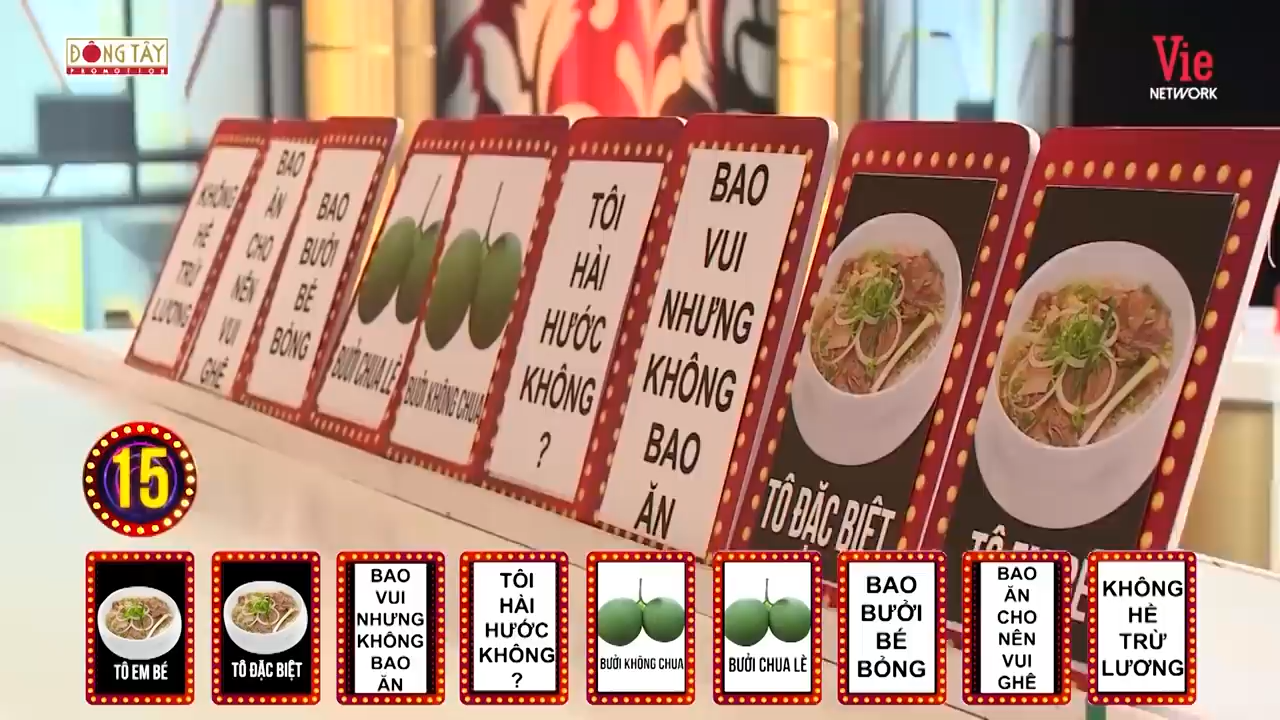 ĐÔNG TÂY
PROMOTION
Vie
NETWORK
KHÔNG
HỀ
TRỪ
LƯƠNG
BAO
ĂN
CHO
NÊN
VUI
GHÊ
BAO
BƯỞI
BÉ
BỎNG
BƯỞI CHUA LÈ
BƯỞI KHÔNG CHUA
TÔI
HÀI
HƯỚC
KHÔNG
?
BAO
VUI
NHƯNG
KHÔNG
BAO
ĂN
TÔ ĐẶC BIỆT
TÔ EM BÉ
15
TÔ EM BÉ
TÔ ĐẶC BIỆT
BAO
VUI
NHƯNG
KHÔNG
BAO
ĂN
TÔI
HÀI
HƯỚC
KHÔNG
?
BƯỞI KHÔNG CHUA
BƯỞI CHUA LÈ
BAO
BƯỞI
BÉ
BỎNG
BAO
ĂN
CHO
NÊN
VUI
GHÊ
KHÔNG
HỀ
TRỪ
LƯƠNG